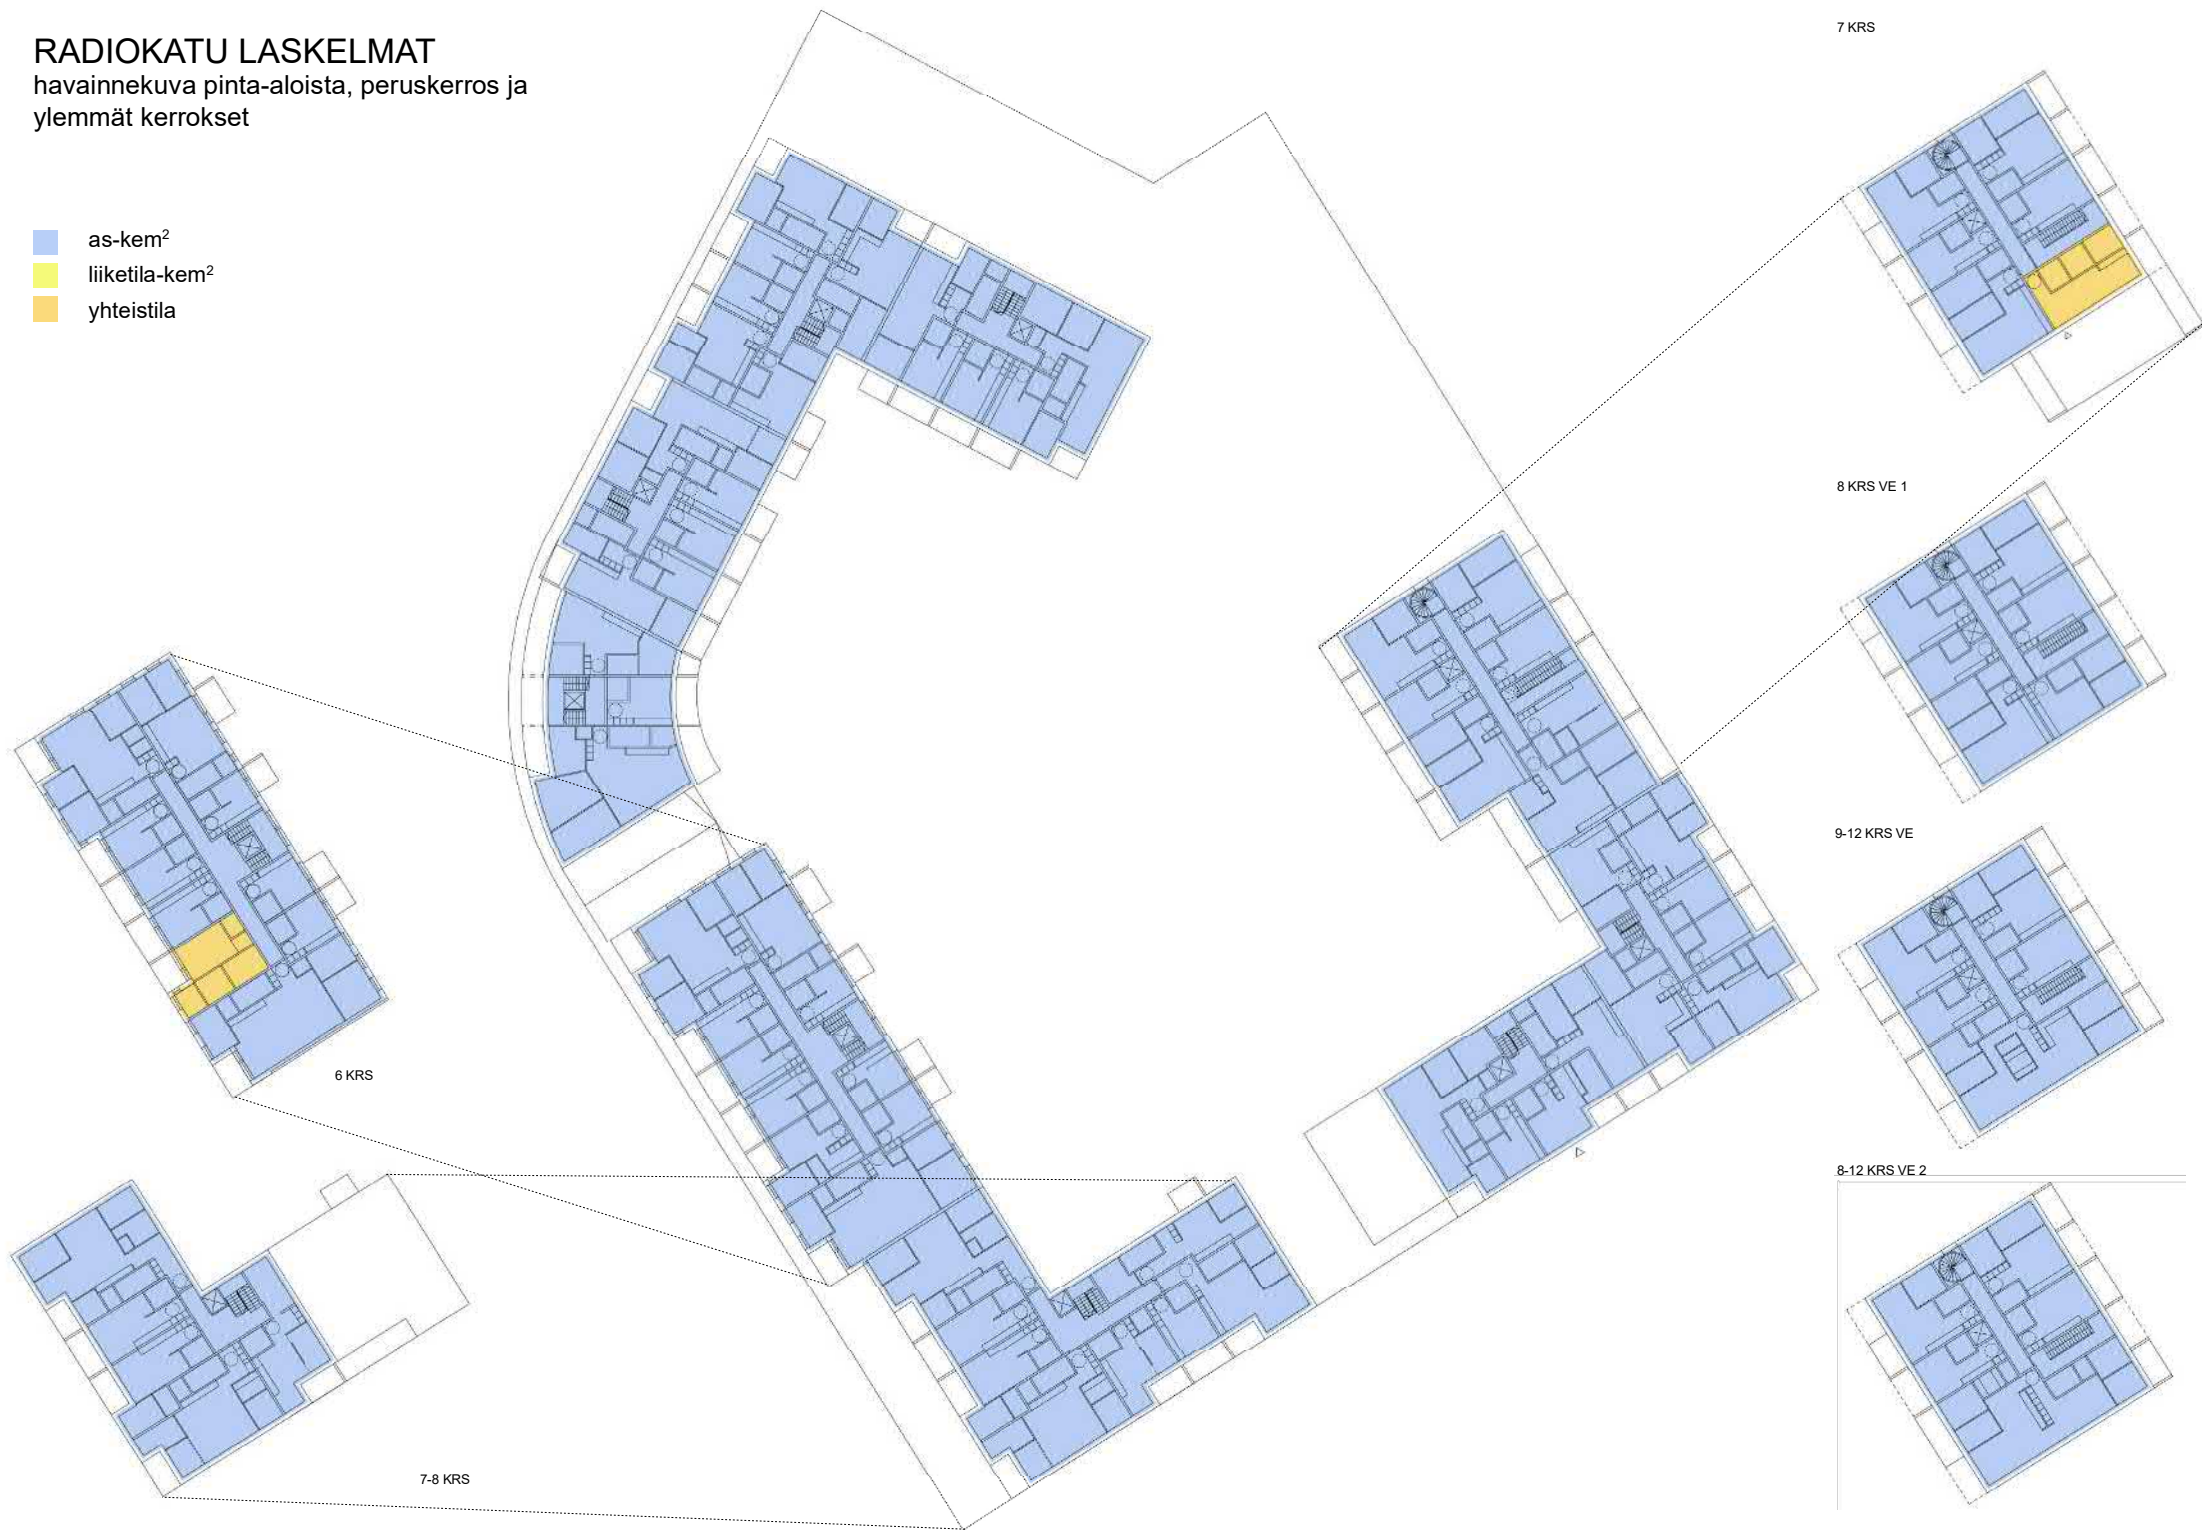 RADIOKATU LASKELMAT
havainnekuva pinta-aloista, peruskerros ja
ylemmät kerrokset
as-kem²
liiketila-kem²
yhteistila
7 KRS
8 KRS VE 1
9-12 KRS VE
8-12 KRS VE 2
6 KRS
7-8 KRS